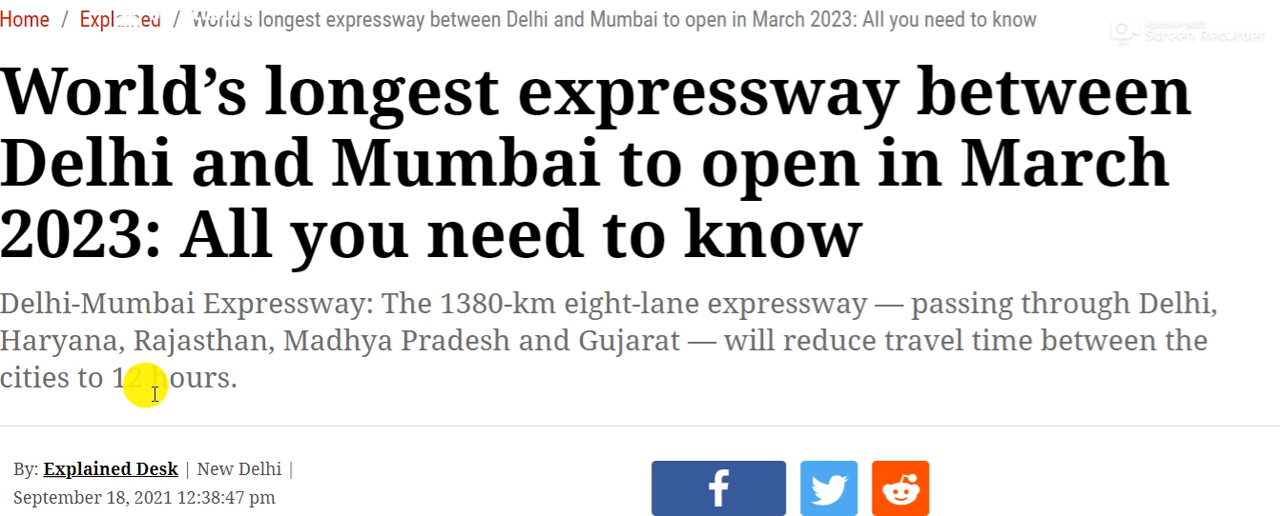 Home / Explained / World's longest expressway between Delhi and Mumbai to open in March 2023: All you need to know
Apowersoft
Screen Recorder
World’s longest expressway between
Delhi and Mumbai to open in March
2023: All you need to know
Delhi-Mumbai Expressway: The 1380-km eight-lane expressway — passing through Delhi,
Haryana, Rajasthan, Madhya Pradesh and Gujarat — will reduce travel time between the
cities to 12 hours.
By: Explained Desk | New Delhi |
September 18, 2021 12:38:47 pm